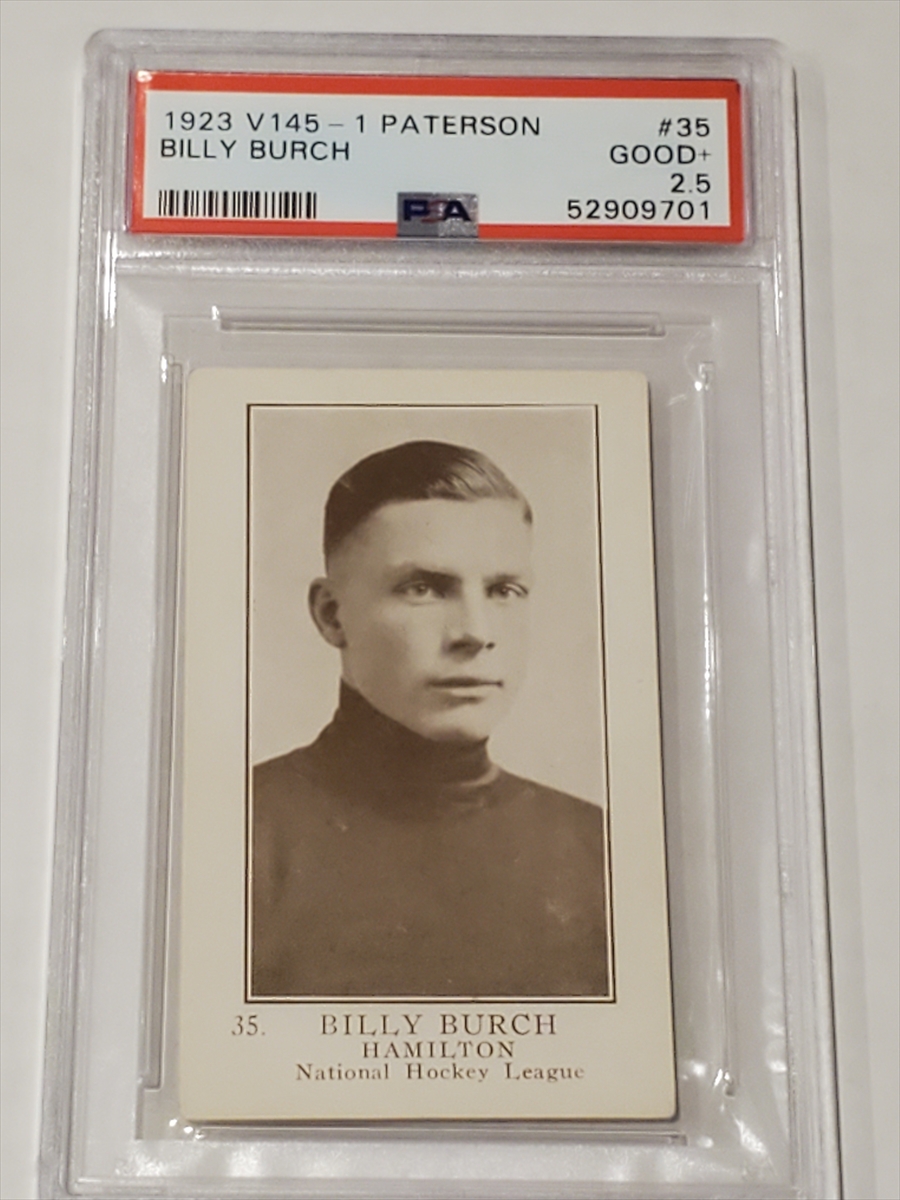 1923 V145 - 1 PATERSON #35
BILLY BURCH GOOD+
2.5
PSA 52909701
35. BILLY BURCH
HAMILTON
National Hockey League